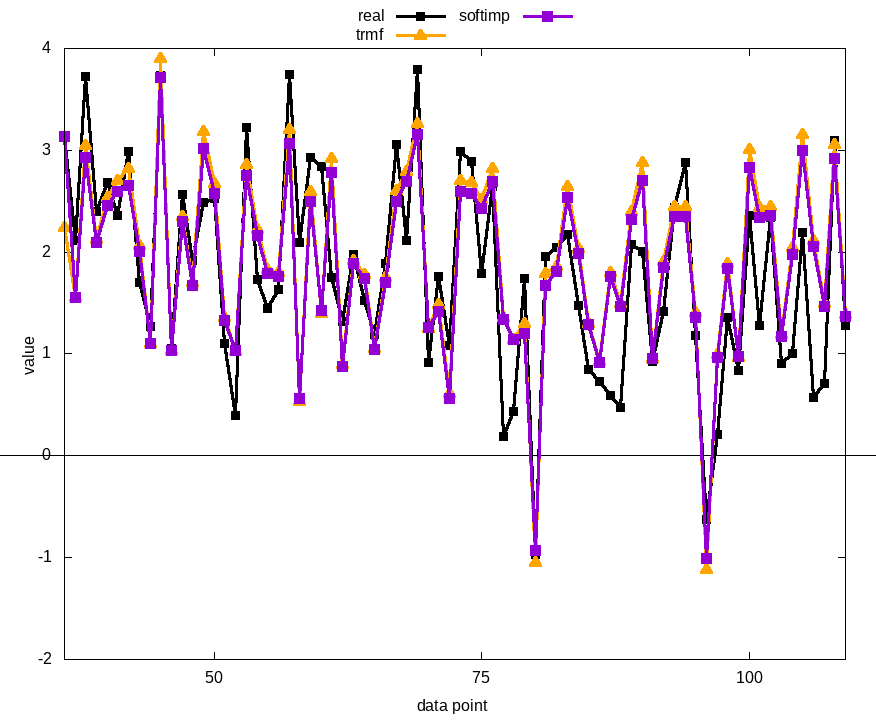 real softimp
trmf
4
3
2
1
0
-1
-2
value
50 75 100
data point